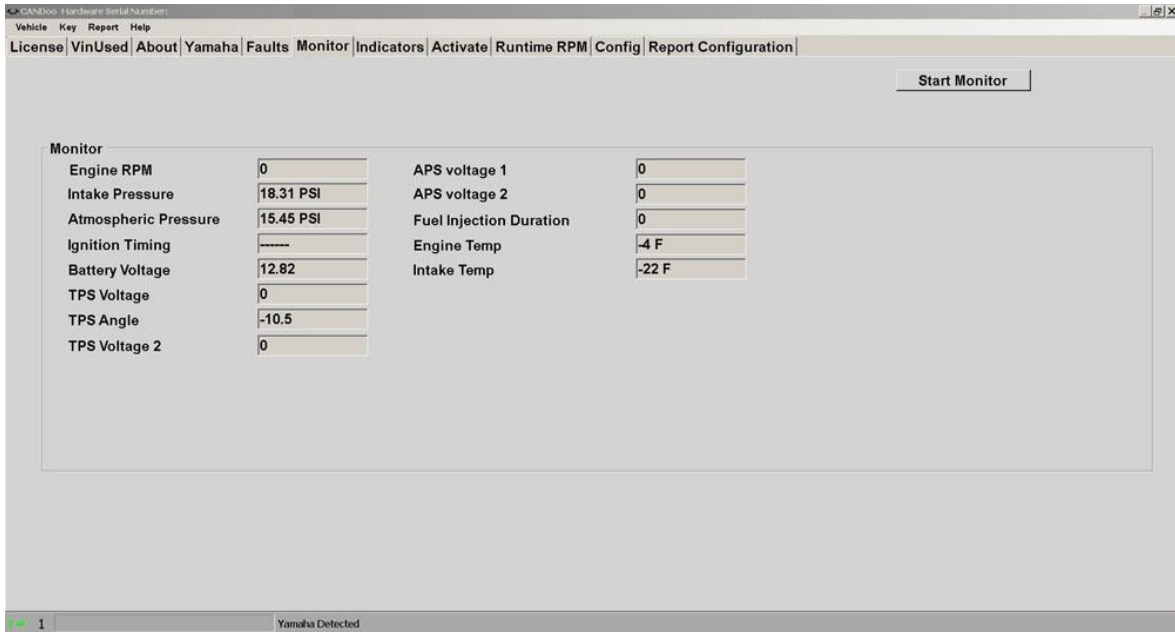 CANDoo Hardware Serial Number:
Vehicle Key Report Help
License VinUsed About Yamaha Faults Monitor Indicators Activate Runtime RPM Config Report Configuration
Start Monitor
Monitor
Engine RPM 0 APS voltage 1 0
Intake Pressure 18.31 PSI APS voltage 2 0
Atmospheric Pressure 15.45 PSI Fuel Injection Duration 0
Ignition Timing ------ Engine Temp -4 F
Battery Voltage 12.82 Intake Temp -22 F
TPS Voltage 0
TPS Angle -10.5
TPS Voltage 2 0
1 Yamaha Detected